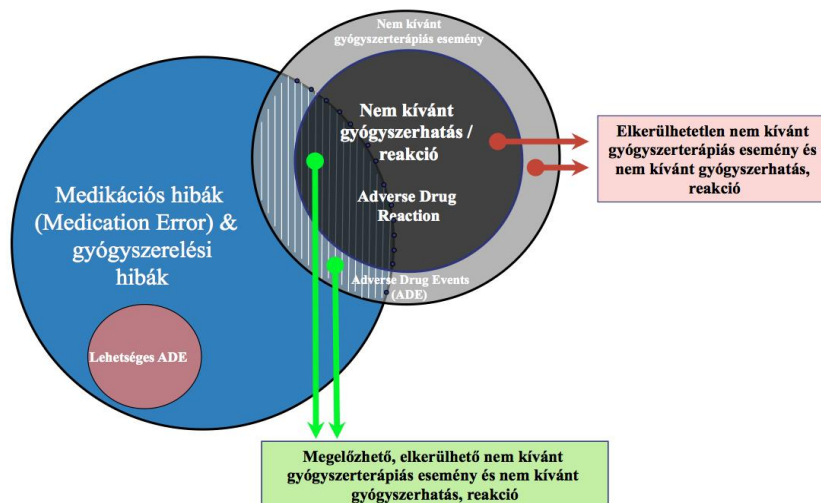 Nem kívánt
gyógyszerterápiás esemény
Nem kívánt
gyógyszerhatás /
reakció
Adverse Drug
Reaction
Adverse Drug Events
(ADE)
Medikációs hibák
(Medication Error) &
gyógyszerelési
hibák
Lehetséges ADE
Elkerülhetetlen nem kívánt
gyógyszerterápiás esemény és
nem kívánt gyógyszerhatás,
reakció
Megelőzhető, elkerülhető nem kívánt
gyógyszerterápiás esemény és nem kívánt
gyógyszerhatás, reakció